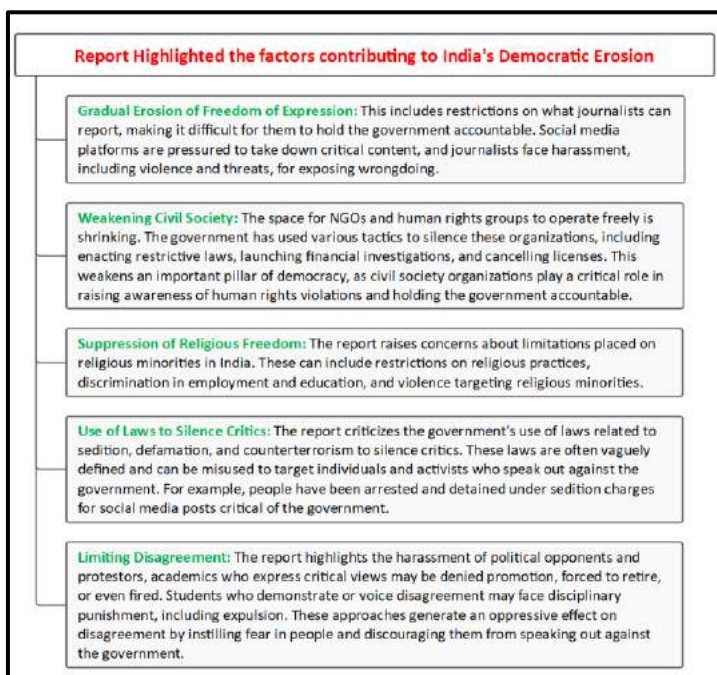 Report Highlighted the factors contributing to India's Democratic Erosion
Gradual Erosion of Freedom of Expression: This includes restrictions on what journalists can
report, making it difficult for them to hold the government accountable. Social media
platforms are pressured to take down critical content, and journalists face harassment,
including violence and threats, for exposing wrongdoing.
Weakening Civil Society: The space for NGOs and human rights groups to operate freely is
shrinking. The government has used various tactics to silence these organizations, including
enacting restrictive laws, launching financial investigations, and cancelling licenses. This
weakens an important pillar of democracy, as civil society organizations play a critical role in
raising awareness of human rights violations and holding the government accountable.
Suppression of Religious Freedom: The report raises concerns about limitations placed on
religious minorities in India. These can include restrictions on religious practices,
discrimination in employment and education, and violence targeting religious minorities.
Use of Laws to Silence Critics: The report criticizes the government's use of laws related to
sedition, defamation, and counterterrorism to silence critics. These laws are often vaguely
defined and can be misused to target individuals and activists who speak out against the
government. For example, people have been arrested and detained under sedition charges
for social media posts critical of the government.
Limiting Disagreement: The report highlights the harassment of political opponents and
protestors, academics who express critical views may be denied promotion, forced to retire,
or even fired. Students who demonstrate or voice disagreement may face disciplinary
punishment, including expulsion. These approaches generate an oppressive effect on
disagreement by instilling fear in people and discouraging them from speaking out against
the government.